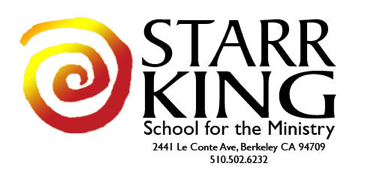 STARR
KING
School for the Ministry
2441 Le Conte Ave, Berkeley CA 94709
510.502.6232